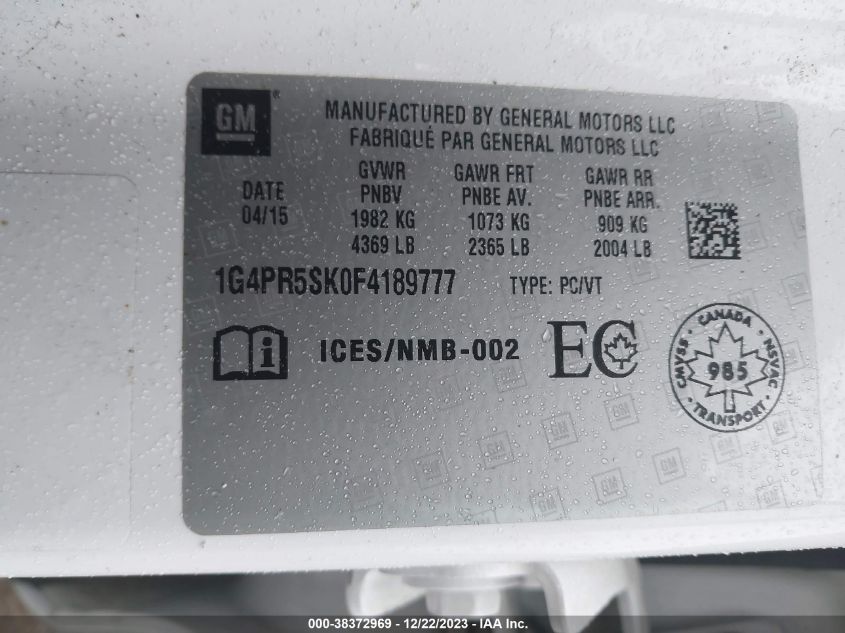 GM
MANUFACTURED BY GENERAL MOTORS LLC
FABRIQUÉ PAR GENERAL MOTORS LLC
DATE
04/15
GVWR
PNBV
1982 KG
4369 LB
GAWR FRT
PNBE AV.
1073 KG
2365 LB
GAWR RR
PNBE ARR.
909 KG
2004 LB
1G4PR5SK0F4189777 TYPE: PC/VT
i ICES/NMB-002 EC
CANADA
CMVSS 985 NSVAC
TRANSPORT
000-38372969 - 12/22/2023 - IAA Inc.